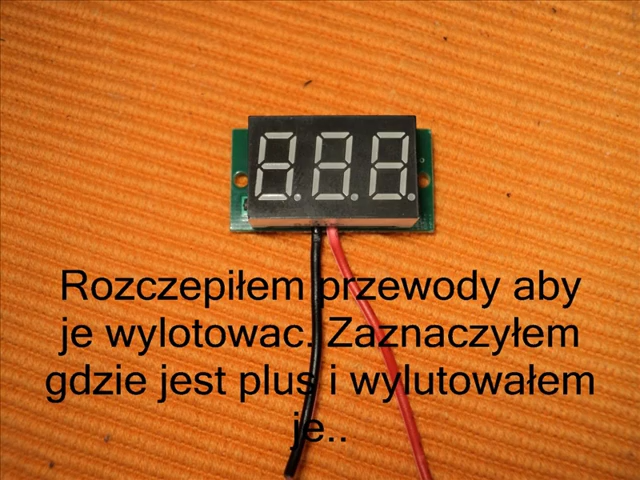 Rozczepiłem przewody aby
je wylotowac. Zaznaczyłem
gdzie jest plus i wylutowałem
je..